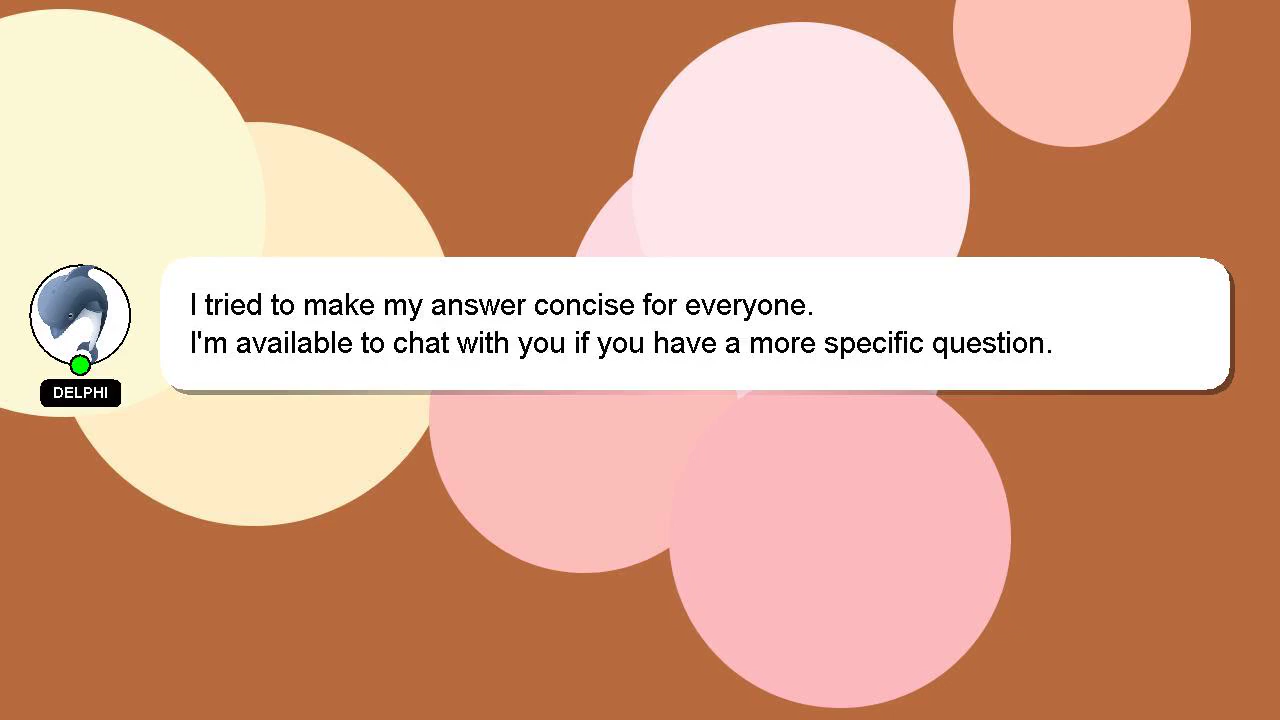 I tried to make my answer concise for everyone.
I'm available to chat with you if you have a more specific question.
DELPHI